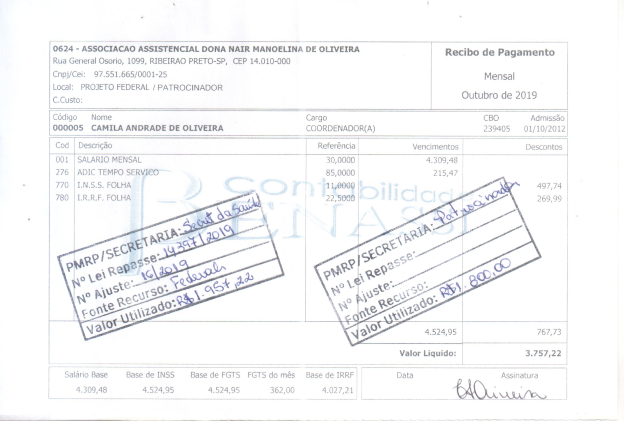 0624 - ASSOCIACAO ASSISTENCIAL DONA NAIR MANOELINA DE OLIVEIRA
Rua General Osorio, 1099, RIBEIRAO PRETO-SP, CEP 14.010-000
Cnpj/Cei: 97.551.665/0001-25
Local: PROJETO FEDERAL / PATROCINADOR
C.Custo:
Recibo de Pagamento
Mensal
Outubro de 2019
Código Nome Cargo CBO Admissão
000005 CAMILA ANDRADE DE OLIVEIRA COORDENADOR(A) 239405 01/10/2012
Cod Descrição Referência Vencimentos Descontos
001 SALARIO MENSAL 30,0000 4.309,48
276 ADIC TEMPO SERVICO 85,0000 215,47
770 I.N.S.S. FOLHA 11,0000 497,74
780 I.R.R.F. FOLHA 22,5000 269,99
Contabilidade
BENASSI
PMRP/SECRETARIA: Secret da Saúde
Nº Lei Repasse: 14397/2019
Nº Ajuste: 16/2019
Fonte Recurso: Federal
Valor Utilizado: R$1.957,22
PMRP/SECRETARIA: Patrocinador
Nº Lei Repasse:
Nº Ajuste:
Fonte Recurso:
Valor Utilizado: R$1.800,00
4.524,95 767,73
Valor Líquido: 3.757,22
Salário Base Base de INSS Base de FGTS FGTS do mês Base de IRRF Data Assinatura
4.309,48 4.524,95 4.524,95 362,00 4.027,21